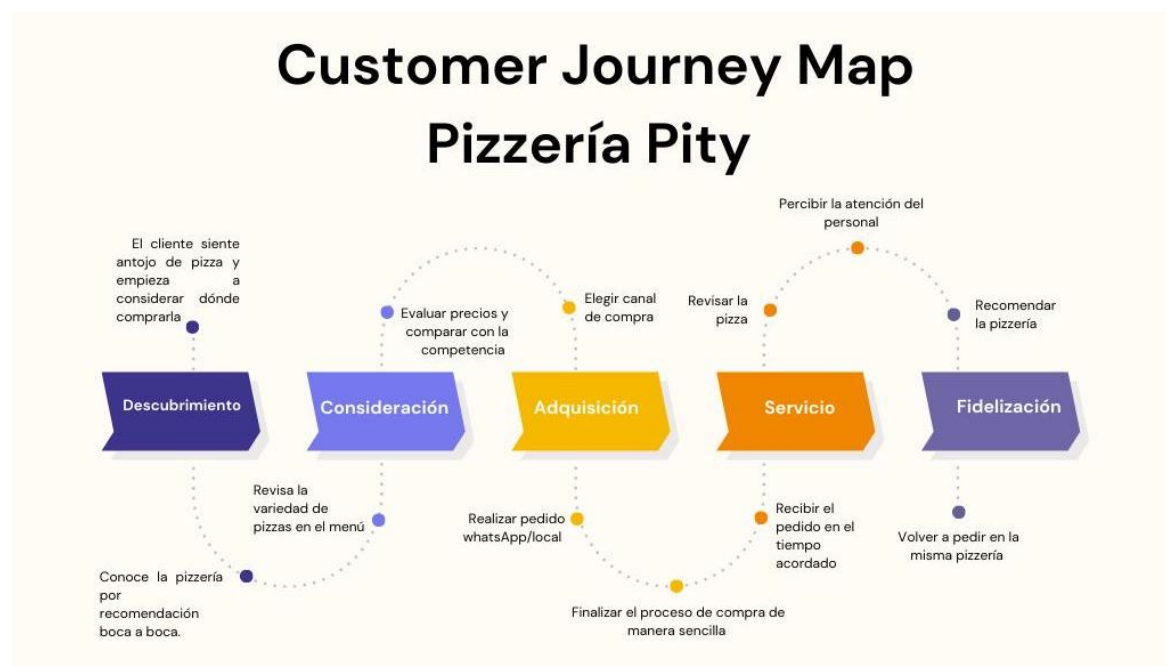 Customer Journey Map
Pizzería Pity
El cliente siente
antojo de pizza y
empieza a
considerar dónde
comprarla
Descubrimiento
Conoce la pizzería
por
recomendación
boca a boca.
Consideración
Revisa la
variedad de
pizzas en el menú
Evaluar precios y
comparar con la
competencia
Adquisición
Elegir canal
de compra
Realizar pedido
whatsApp/local
Finalizar el proceso de compra de
manera sencilla
Servicio
Recibir el
pedido en el
tiempo
acordado
Revisar la
pizza
Percibir la atención del
personal
Fidelización
Recomendar
la pizzería
Volver a pedir en la
misma pizzería